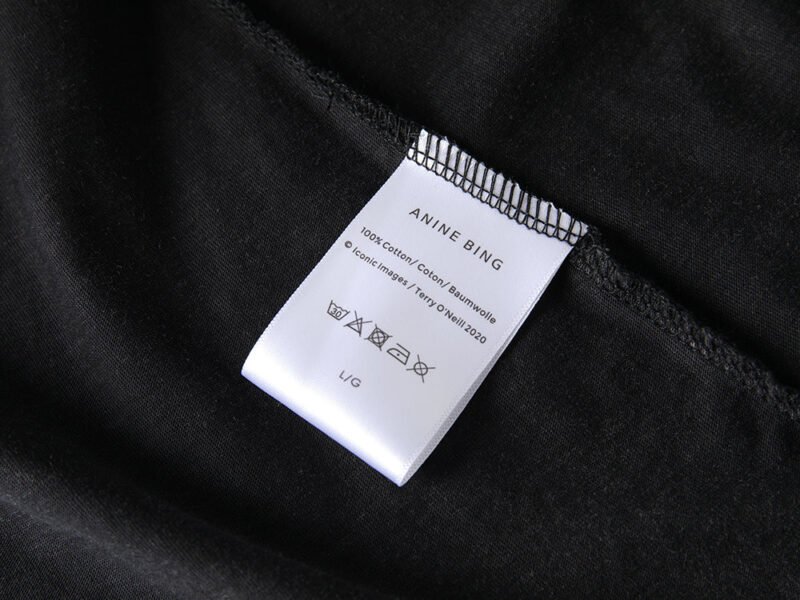 ANINE BING
100% Cotton/ Coton/ Baumwolle
© Iconic Images / Terry O'Neill 2020
30
L/G